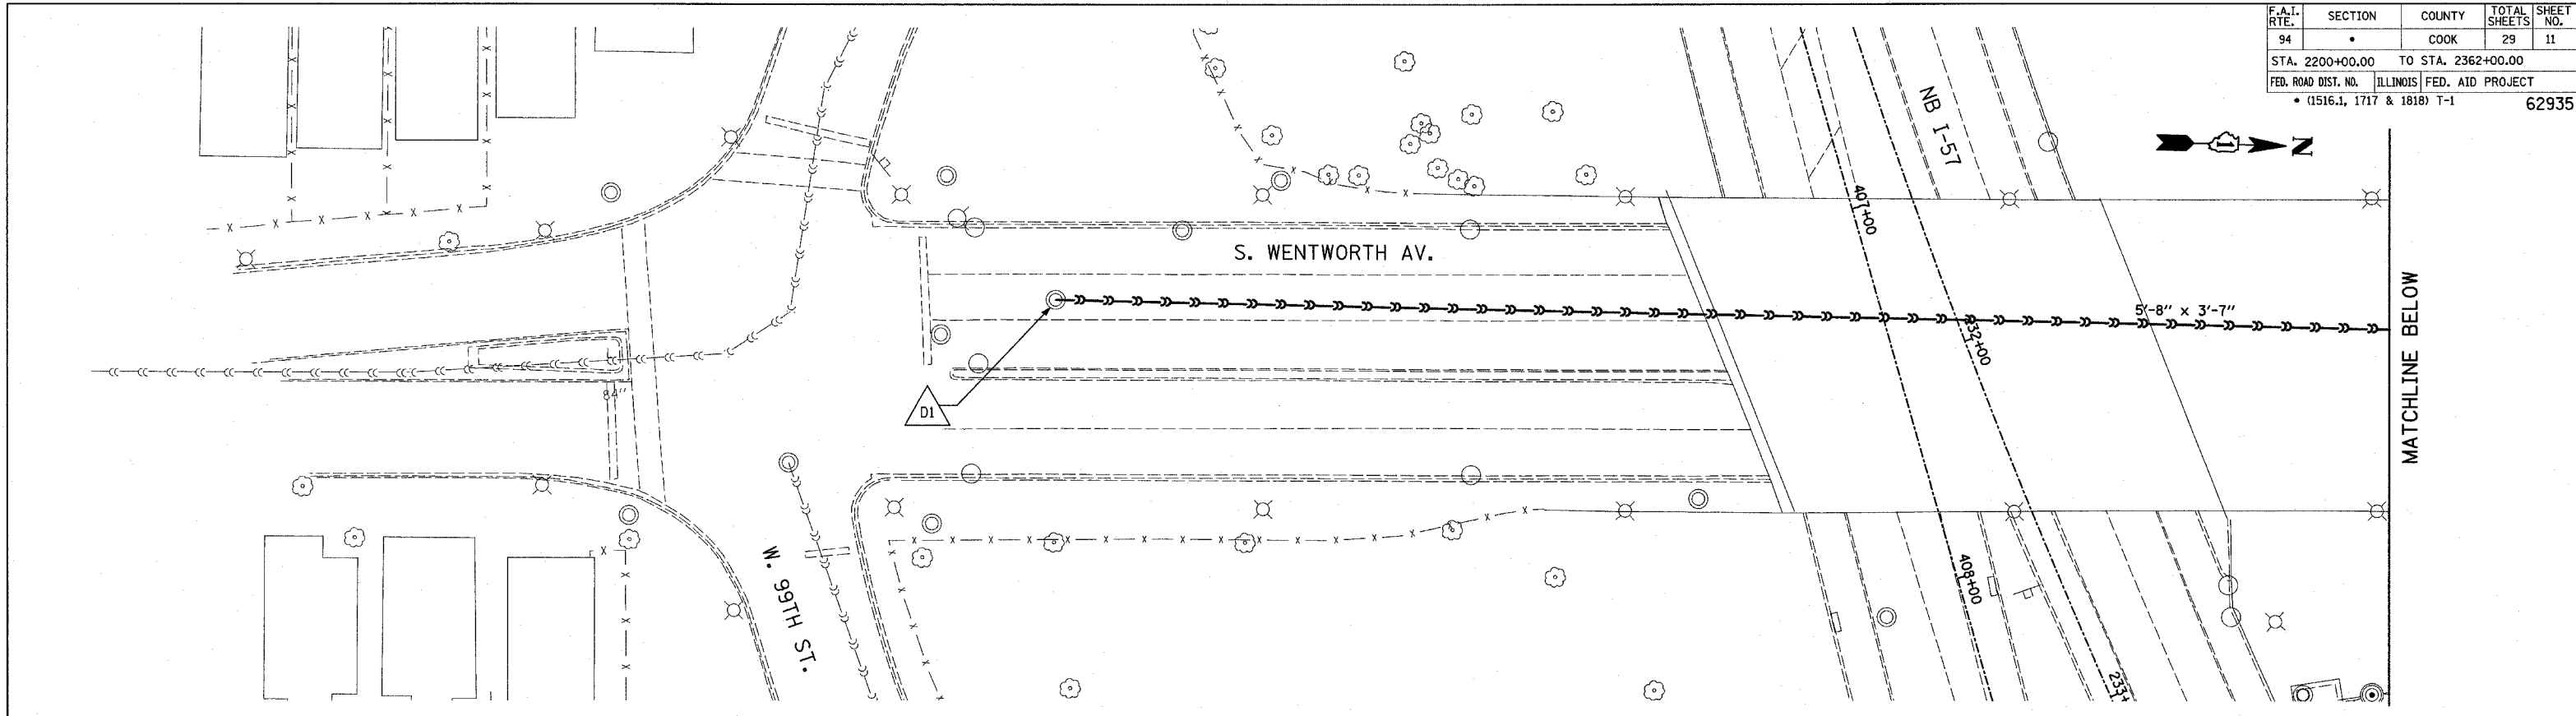 F.A.I. RTE. SECTION COUNTY TOTAL SHEETS SHEET NO.
94 • COOK 29 11
STA. 2200+00.00 TO STA. 2362+00.00
FED. ROAD DIST. NO. ILLINOIS FED. AID PROJECT
• (1516.1, 1717 & 1818) T-1 62935
NB I-57
N
407+00
S. WENTWORTH AV.
5'-8" x 3'-7"
232+00
MATCHLINE BELOW
84"
D1
W. 99TH ST.
408+00
233+